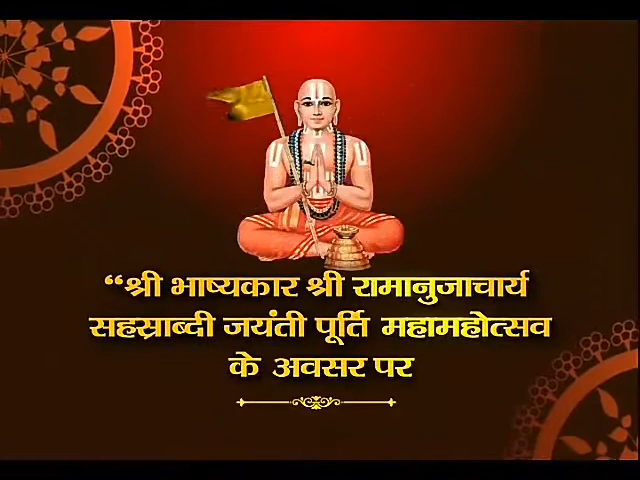 “श्री भाष्यकार श्री रामानुजाचार्य
सहस्राब्दी जयंती पूर्ति महामहोत्सव
के अवसर पर